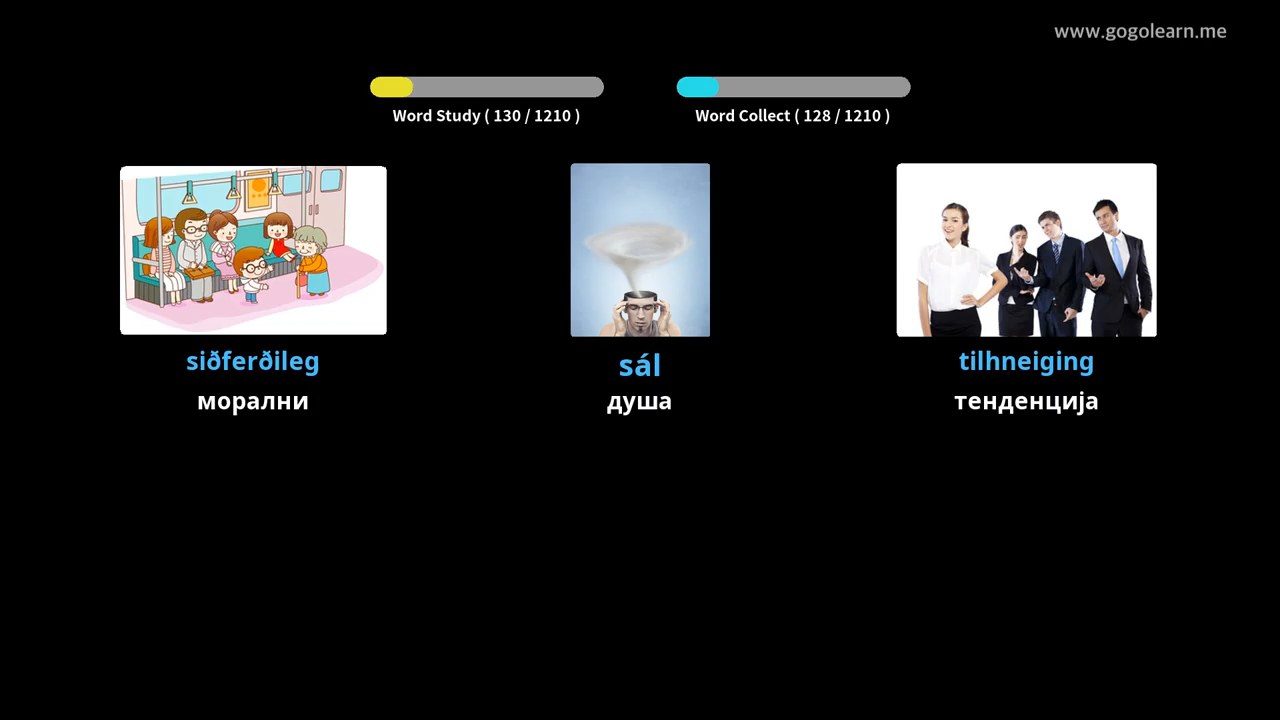 www.gogolearn.me
Word Study ( 130 / 1210 )
Word Collect ( 128 / 1210 )
siðferðileg
морални
sál
душа
tilhneiging
тенденција